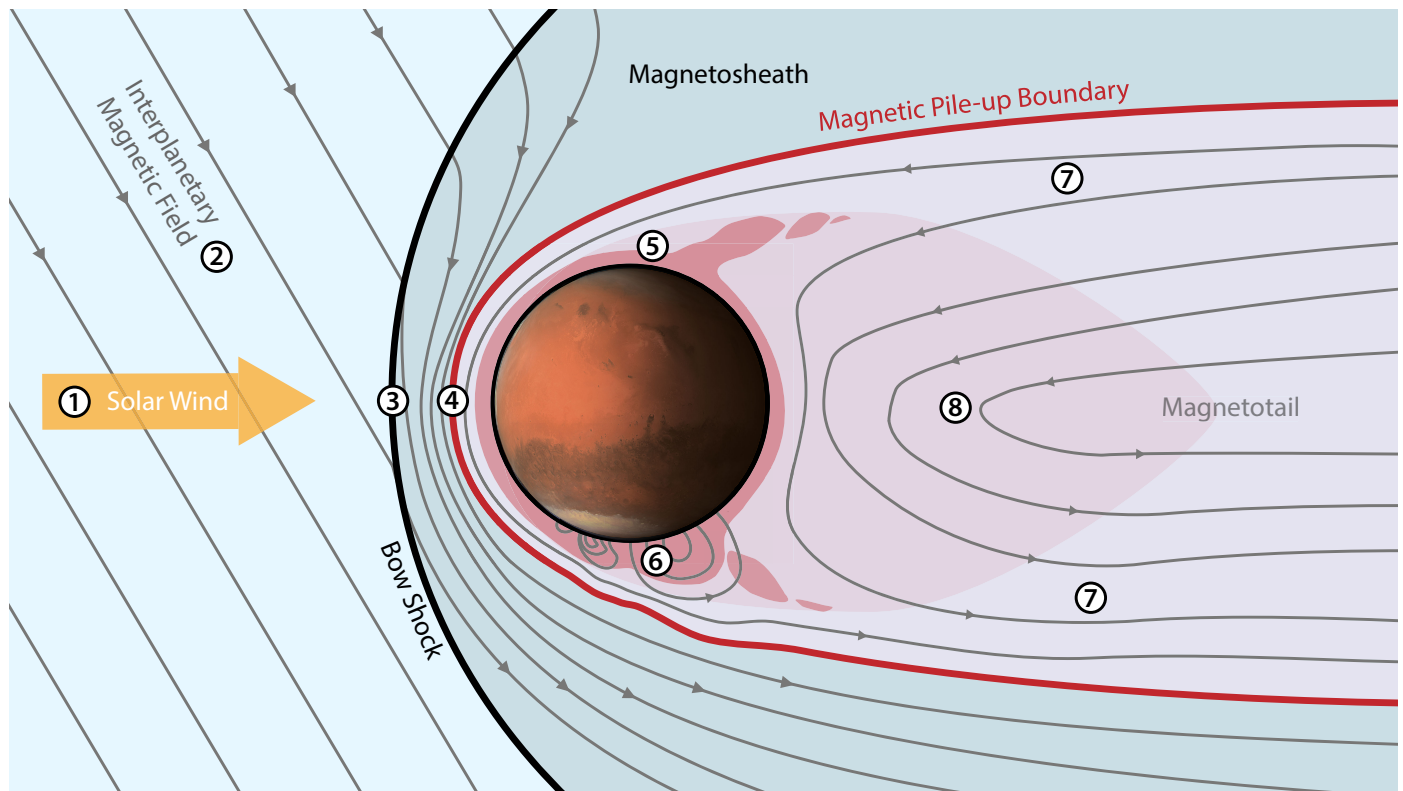 Magnetosheath
Magnetic Pile-up Boundary
Interplanetary
Magnetic Field
2
7
5
1 Solar Wind
3
4
8
Magnetotail
Bow Shock
6
7